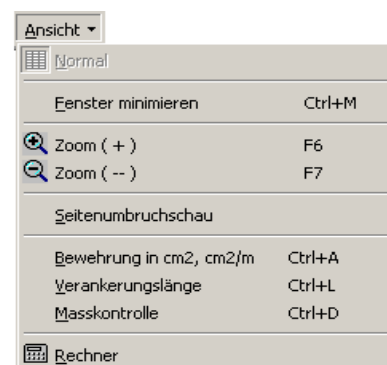 Ansicht
Normal
Fenster minimieren Ctrl+M
Zoom ( + ) F6
Zoom ( -- ) F7
Seitenumbruchschau
Bewehrung in cm2, cm2/m Ctrl+A
Verankerungslänge Ctrl+L
Masskontrolle Ctrl+D
Rechner